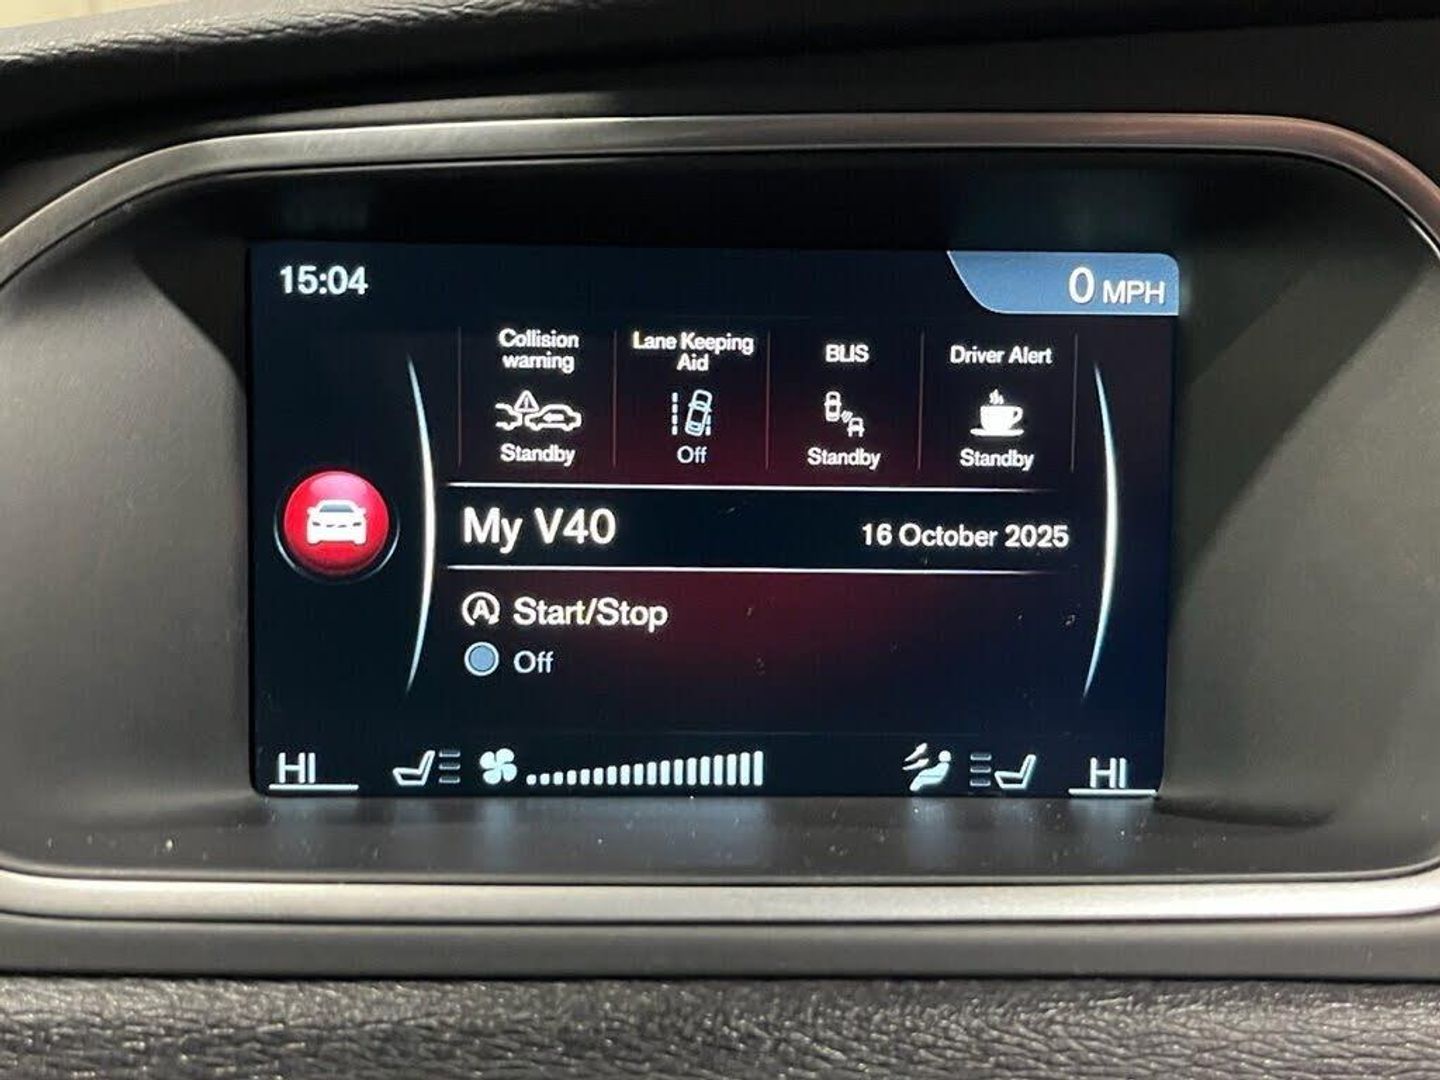 15:04
0 MPH
Collision
warning
Standby
Lane Keeping
Aid
Off
BLIS
Standby
Driver Alert
Standby
My V40
16 October 2025
A Start/Stop
Off
HI
HI